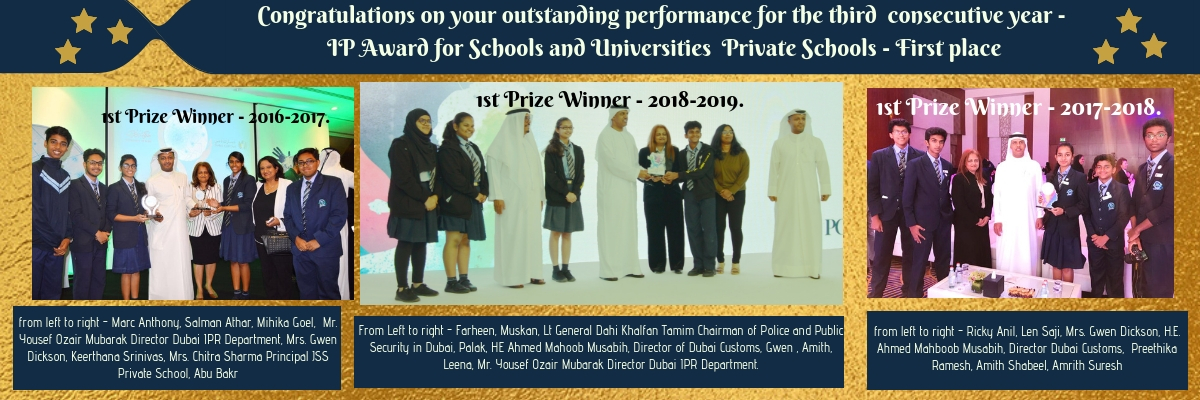 Congratulations on your outstanding performance for the third consecutive year -
IP Award for Schools and Universities Private Schools - First place
1st Prize Winner - 2016-2017.
from left to right - Marc Anthony, Salman Athar, Mihika Goel, Mr.
Yousef Ozair Mubarak Director Dubai IPR Department, Mrs. Gwen
Dickson, Keerthana Srinivas, Mrs. Chitra Sharma Principal JSS
Private School, Abu Bakr
1st Prize Winner - 2018-2019.
From Left to right - Farheen, Muskan, Lt General Dahi Khalfan Tamim Chairman of Police and Public
Security in Dubai, Palak, HE Ahmed Mahoob Musabih, Director of Dubai Customs, Gwen , Amith,
Leena, Mr. Yousef Ozair Mubarak Director Dubai IPR Department.
1st Prize Winner - 2017-2018.
from left to right - Ricky Anil, Len Saji, Mrs. Gwen Dickson, H.E.
Ahmed Mahboob Musabih, Director Dubai Customs, Preethika
Ramesh, Amith Shabeel, Amrith Suresh